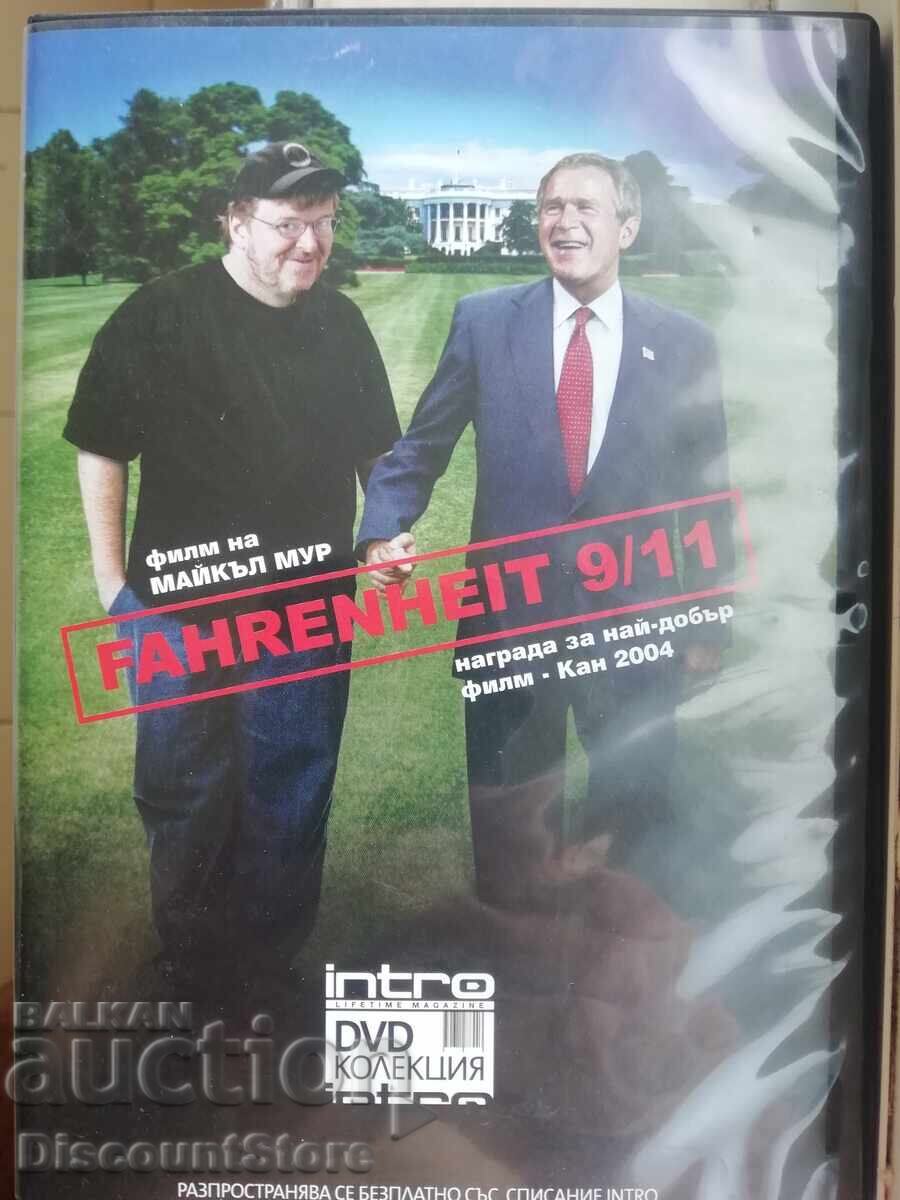 филм на
МАЙКЪЛ МУР
FAHRENHEIT 9/11
награда за най-добър
филм - Кан 2004
intro
LIFETIME MAGAZINE
DVD
КОЛЕКЦИЯ
intro
BALKAN
auction
DiscountStore
РАЗПРОСТРАНЯВА СЕ БЕЗПЛАТНО СЪС СПИСАНИЕ INTRO